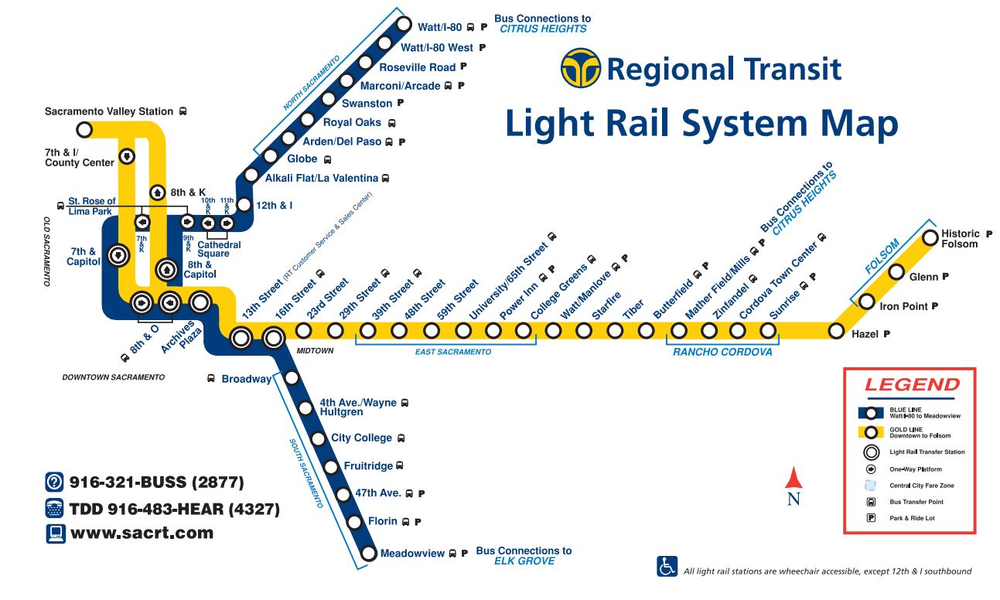 Regional Transit
Light Rail System Map
Watt/I-80 P
Bus Connections to
CITRUS HEIGHTS
Watt/I-80 West P
Roseville Road P
Marconi/Arcade P
Swanston P
Royal Oaks
Arden/Del Paso P
Globe
Alkali Flat/La Valentina
12th & I
NORTH SACRAMENTO
Sacramento Valley Station
7th & I/
County Center
8th & K
St. Rose of
Lima Park
7th
&
K
9th
&
K
10th
&
K
11th
&
K
Cathedral
Square
OLD SACRAMENTO
7th &
Capitol
8th &
Capitol
8th & O
Archives
Plaza
DOWNTOWN SACRAMENTO
13th Street (RT Customer Service & Sales Center)
16th Street
23rd Street
29th Street
39th Street
48th Street
59th Street
University/65th Street
Power Inn P
College Greens
Watt/Manlove P
Starfire
Tiber
Butterfield P
Mather Field/Mills P
Bus Connections to
CITRUS HEIGHTS
Zinfandel
Cordova Town Center
Sunrise P
MIDTOWN
EAST SACRAMENTO
RANCHO CORDOVA
Hazel P
Iron Point P
Glenn P
Historic P
Folsom
FOLSOM
Broadway
4th Ave./Wayne
Hultgren
City College
Fruitridge
47th Ave. P
Florin P
Meadowview P
Bus Connections to
ELK GROVE
SOUTH SACRAMENTO
916-321-BUSS (2877)
TDD 916-483-HEAR (4327)
www.sacrt.com
N
LEGEND
BLUE LINE
Watt/I-80 to Meadowview
GOLD LINE
Downtown to Folsom
Light Rail Transfer Station
One-Way Platform
Central City Fare Zone
Bus Transfer Point
P Park & Ride Lot
All light rail stations are wheechair accessible, except 12th & I southbound